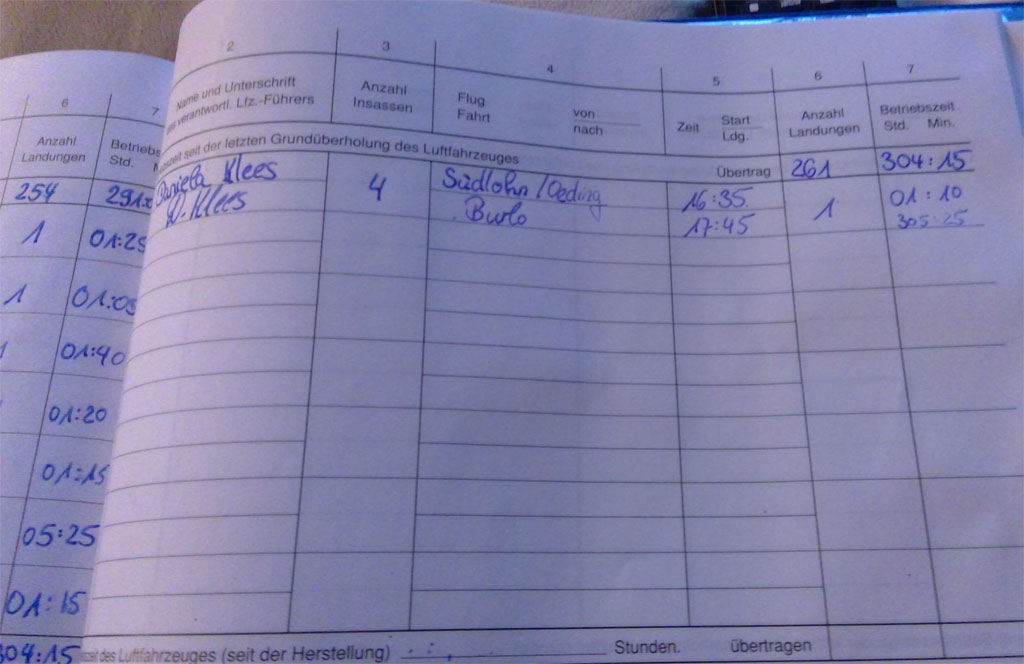 6 7
Anzahl Landungen
Betriebs
Std.
254 291
1 01:25
1 01:05
1 01:40
01:20
01:15
05:25
01:15
304:15
2 3 4 5 6 7
Name und Unterschrift
verantwortl. Lfz.-Führers
Anzahl
Insassen
Flug von
Fahrt nach
Zeit Start
Ldg.
Anzahl
Landungen
Betriebszeit
Std. Min.
seit der letzten Grundüberholung des Luftfahrzeuges Übertrag 261 304:15
Daniela Klees 4 Südlohn/Oeding 16:35 1 01:10
D. Klees Burlo 17:45 305:25
des Luftfahrzeuges (seit der Herstellung) Stunden. übertragen